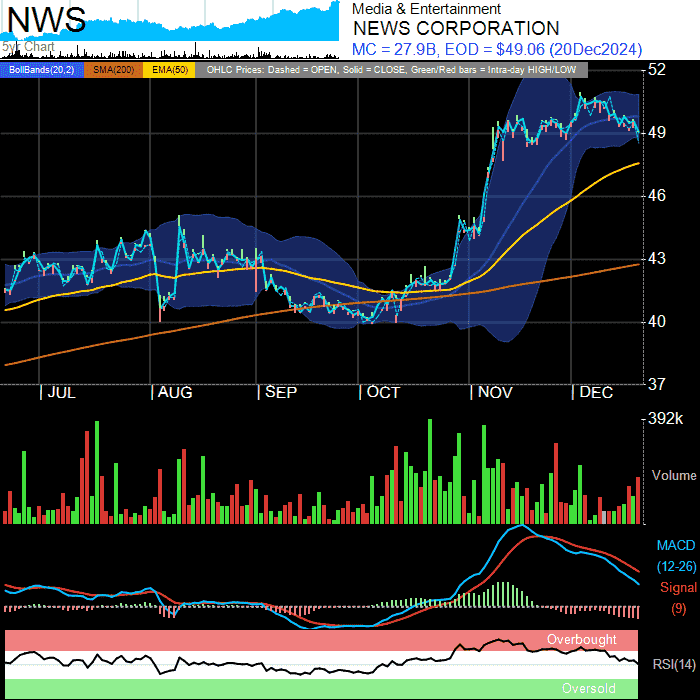 NWS
5yr Chart
Media & Entertainment
NEWS CORPORATION
MC = 27.9B, EOD = $49.06 (20Dec2024)
BollBands(20,2) SMA(200) EMA(50) OHLC Prices: Dashed = OPEN, Solid = CLOSE, Green/Red bars = Intra-day HIGH/LOW
52
49
46
43
40
37
JUL AUG SEP OCT NOV DEC
392k
Volume
MACD
(12-26)
Signal
(9)
Overbought
RSI(14)
Oversold